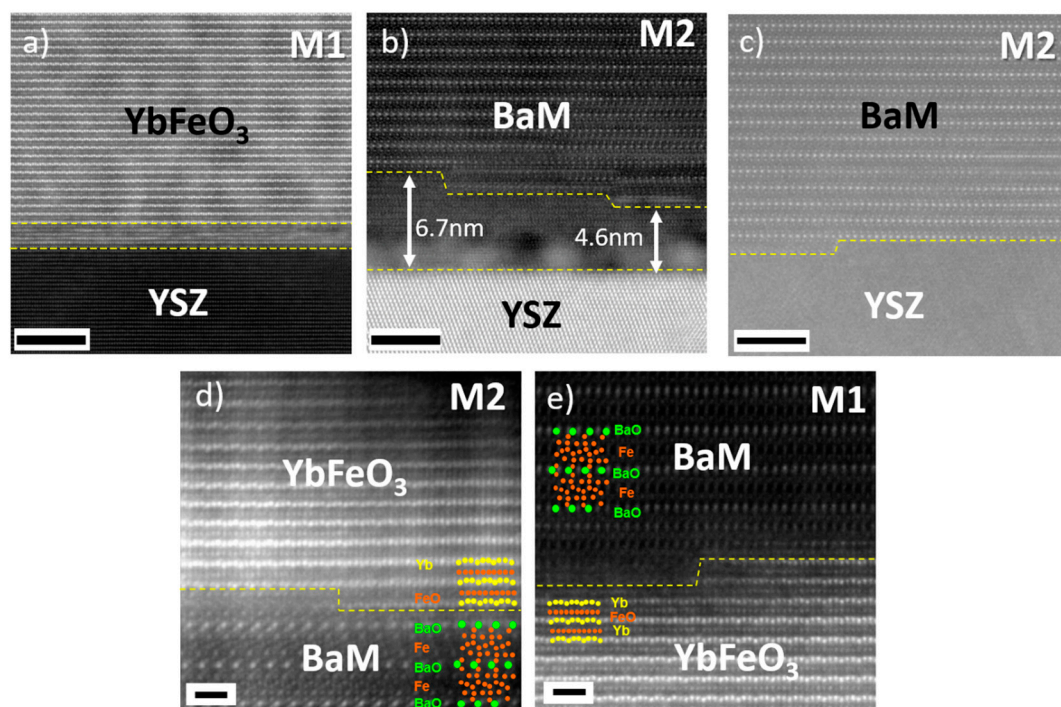 a)
M1
YbFeO₃
YSZ
b)
M2
BaM
6.7nm
4.6nm
YSZ
c)
M2
BaM
YSZ
d)
M2
YbFeO₃
Yb
FeO
BaO
Fe
BaO
Fe
BaO
BaM
e)
M1
BaO
Fe
BaO
Fe
BaO
BaM
Yb
FeO
Yb
YbFeO₃